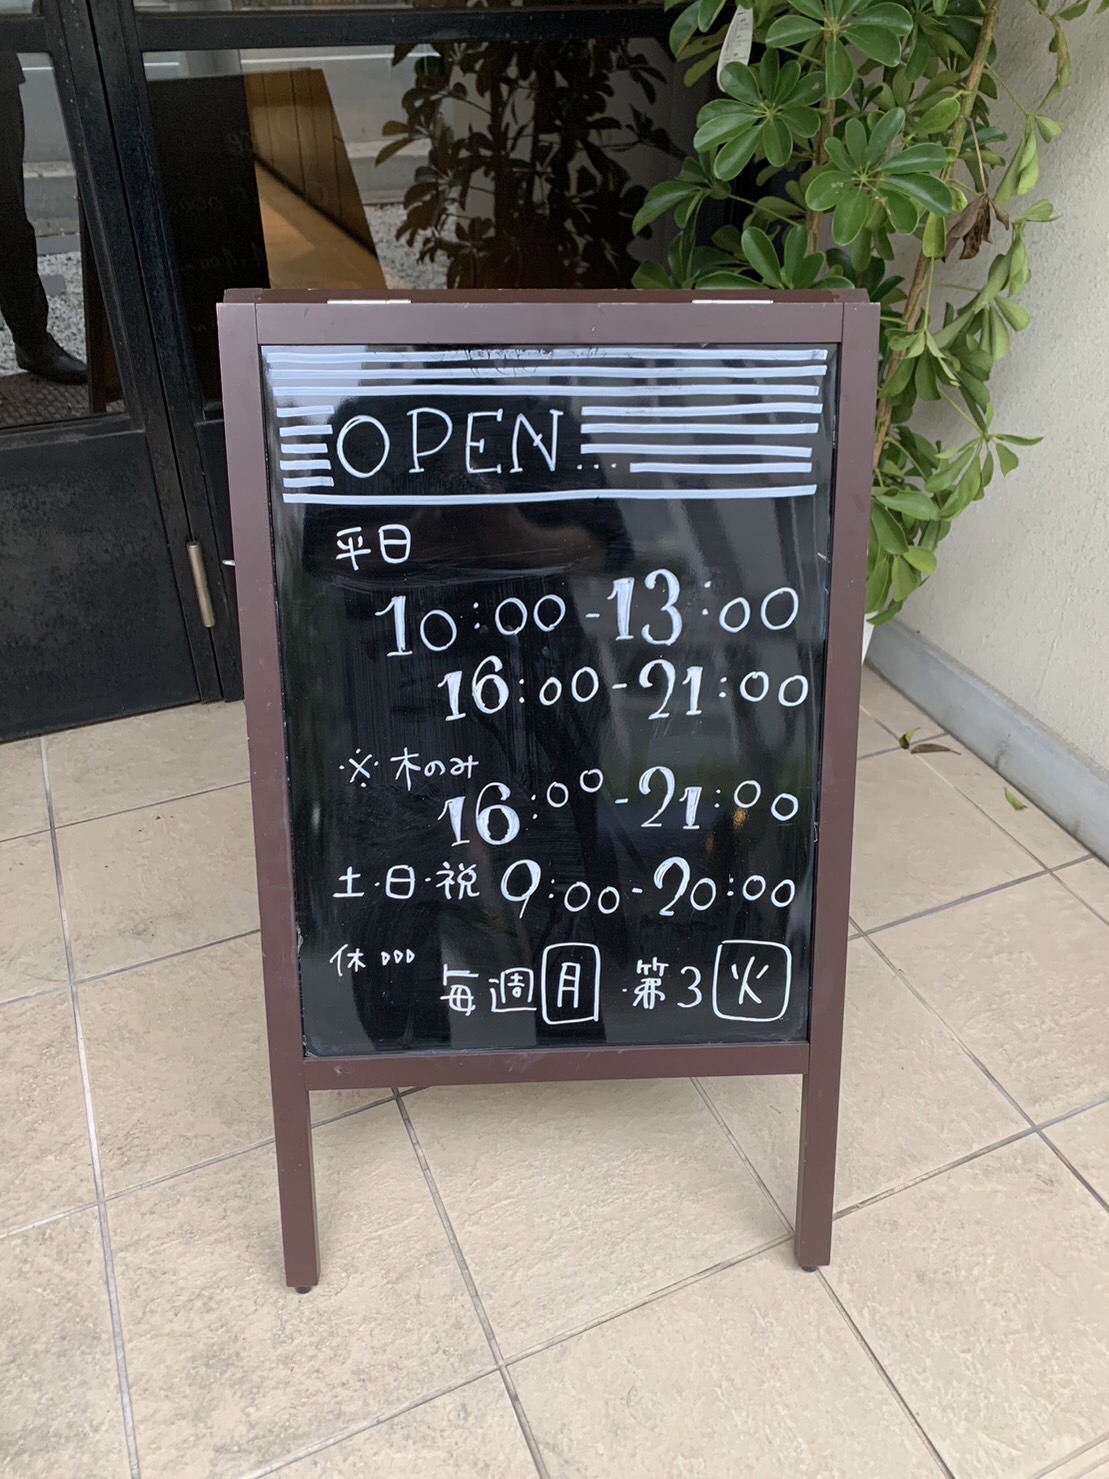 OPEN...
平日
10:00-13:00
16:00-21:00
※木のみ
16:00-21:00
土・日・祝 9:00-20:00
休...
毎週月 第3火